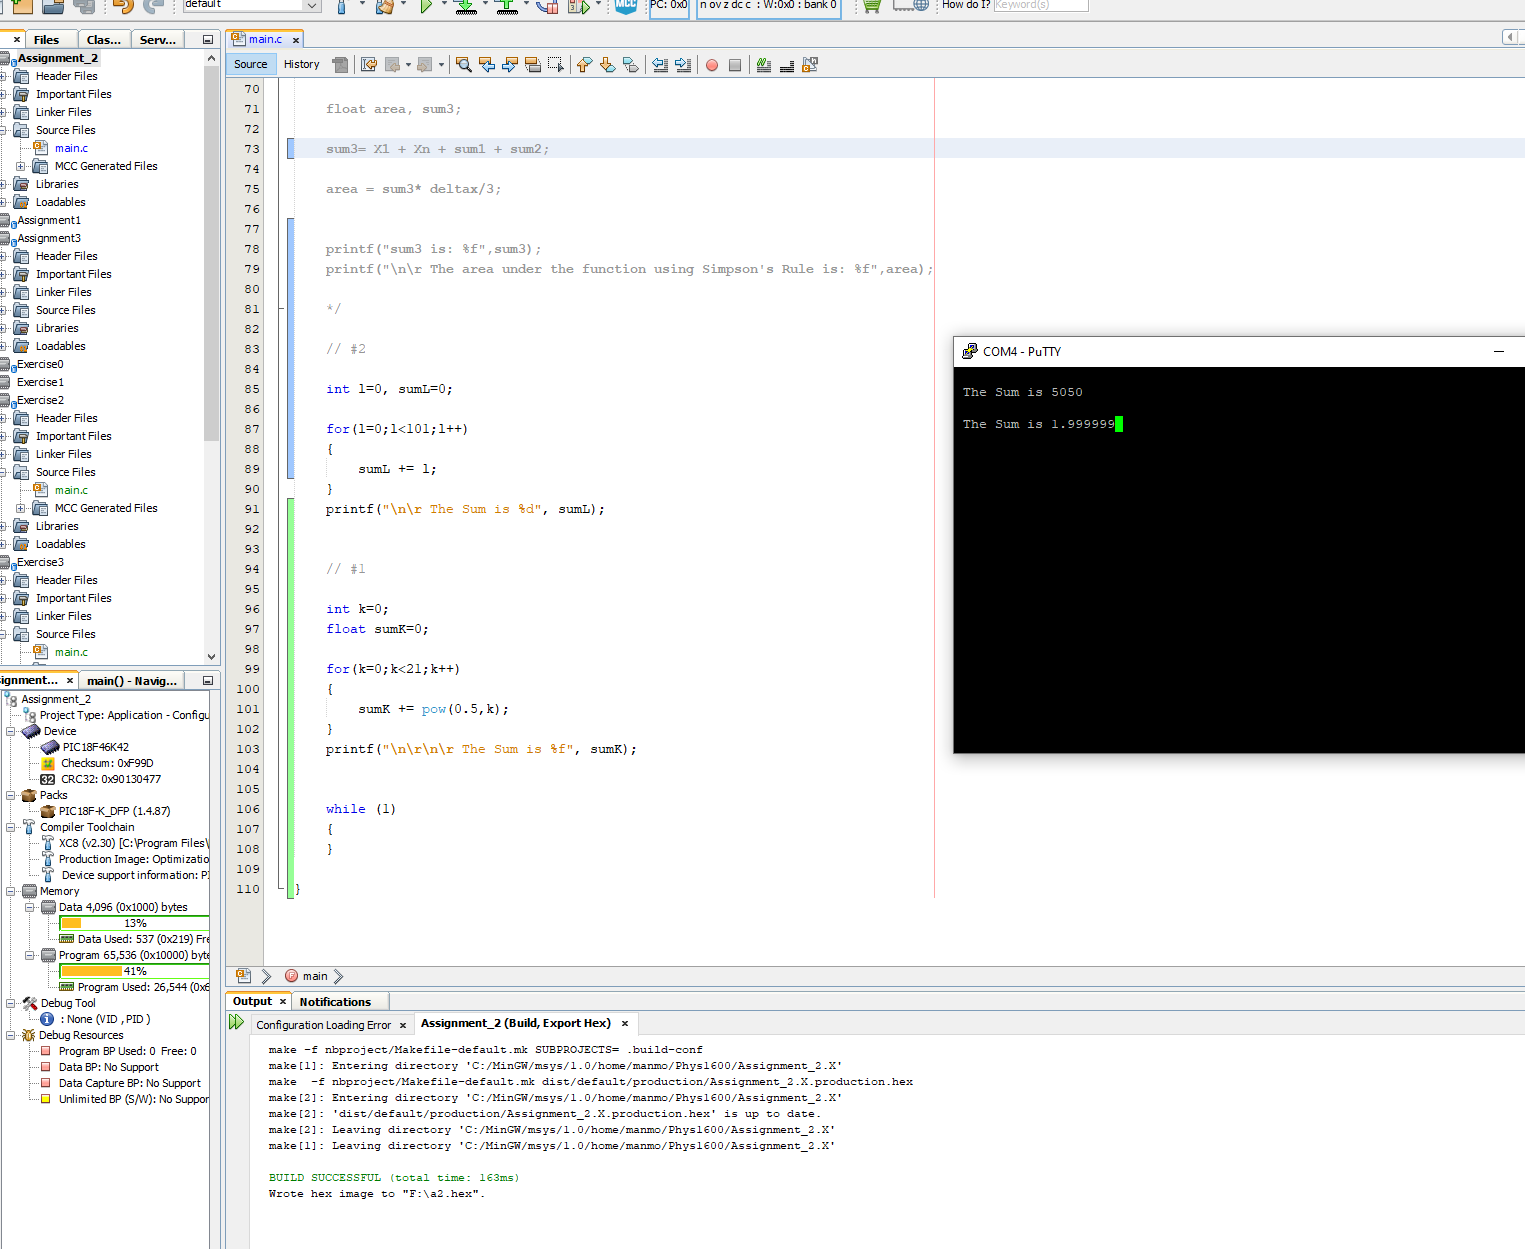 default
PC: 0x0
n ov z dc c : W:0x0 : bank 0
How do I?
Keyword(s)
Files
Clas...
Serv...
main.c
Source
History
Assignment_2
Header Files
Important Files
Linker Files
Source Files
main.c
MCC Generated Files
Libraries
Loadables
Assignment1
Assignment3
Header Files
Important Files
Linker Files
Source Files
Libraries
Loadables
Exercise0
Exercise1
Exercise2
Header Files
Important Files
Linker Files
Source Files
main.c
MCC Generated Files
Libraries
Loadables
Exercise3
Header Files
Important Files
Linker Files
Source Files
main.c
ignment...
main() - Navig...
Assignment_2
Project Type: Application - Configu
Device
PIC18F46K42
Checksum: 0xF99D
CRC32: 0x90130477
Packs
PIC18F-K_DFP (1.4.87)
Compiler Toolchain
XC8 (v2.30) [C:\Program Files\
Production Image: Optimizatio
Device support information: P
Memory
Data 4,096 (0x1000) bytes
13%
Data Used: 537 (0x219) Fre
Program 65,536 (0x10000) byte
41%
Program Used: 26,544 (0x6
Debug Tool
: None (VID , PID )
Debug Resources
Program BP Used: 0 Free: 0
Data BP: No Support
Data Capture BP: No Support
Unlimited BP (S/W): No Suppor
70
71 float area, sum3;
72
73 sum3= X1 + Xn + sum1 + sum2;
74
75 area = sum3* deltax/3;
76
77
78 printf("sum3 is: %f",sum3);
79 printf("\n\r The area under the function using Simpson's Rule is: %f",area);
80
81 */
82
83 // #2
84
85 int l=0, sumL=0;
86
87 for(l=0;l<101;l++)
88 {
89 sumL += l;
90 }
91 printf("\n\r The Sum is %d", sumL);
92
93
94 // #1
95
96 int k=0;
97 float sumK=0;
98
99 for(k=0;k<21;k++)
100 {
101 sumK += pow(0.5,k);
102 }
103 printf("\n\r\n\r The Sum is %f", sumK);
104
105
106 while (1)
107 {
108 }
109
110 }
COM4 - PuTTY
The Sum is 5050
The Sum is 1.999999
main
Output
Notifications
Configuration Loading Error
Assignment_2 (Build, Export Hex)
make -f nbproject/Makefile-default.mk SUBPROJECTS= .build-conf
make[1]: Entering directory 'C:/MinGW/msys/1.0/home/manmo/Phys1600/Assignment_2.X'
make -f nbproject/Makefile-default.mk dist/default/production/Assignment_2.X.production.hex
make[2]: Entering directory 'C:/MinGW/msys/1.0/home/manmo/Phys1600/Assignment_2.X'
make[2]: 'dist/default/production/Assignment_2.X.production.hex' is up to date.
make[2]: Leaving directory 'C:/MinGW/msys/1.0/home/manmo/Phys1600/Assignment_2.X'
make[1]: Leaving directory 'C:/MinGW/msys/1.0/home/manmo/Phys1600/Assignment_2.X'
BUILD SUCCESSFUL (total time: 163ms)
Wrote hex image to "F:\a2.hex".